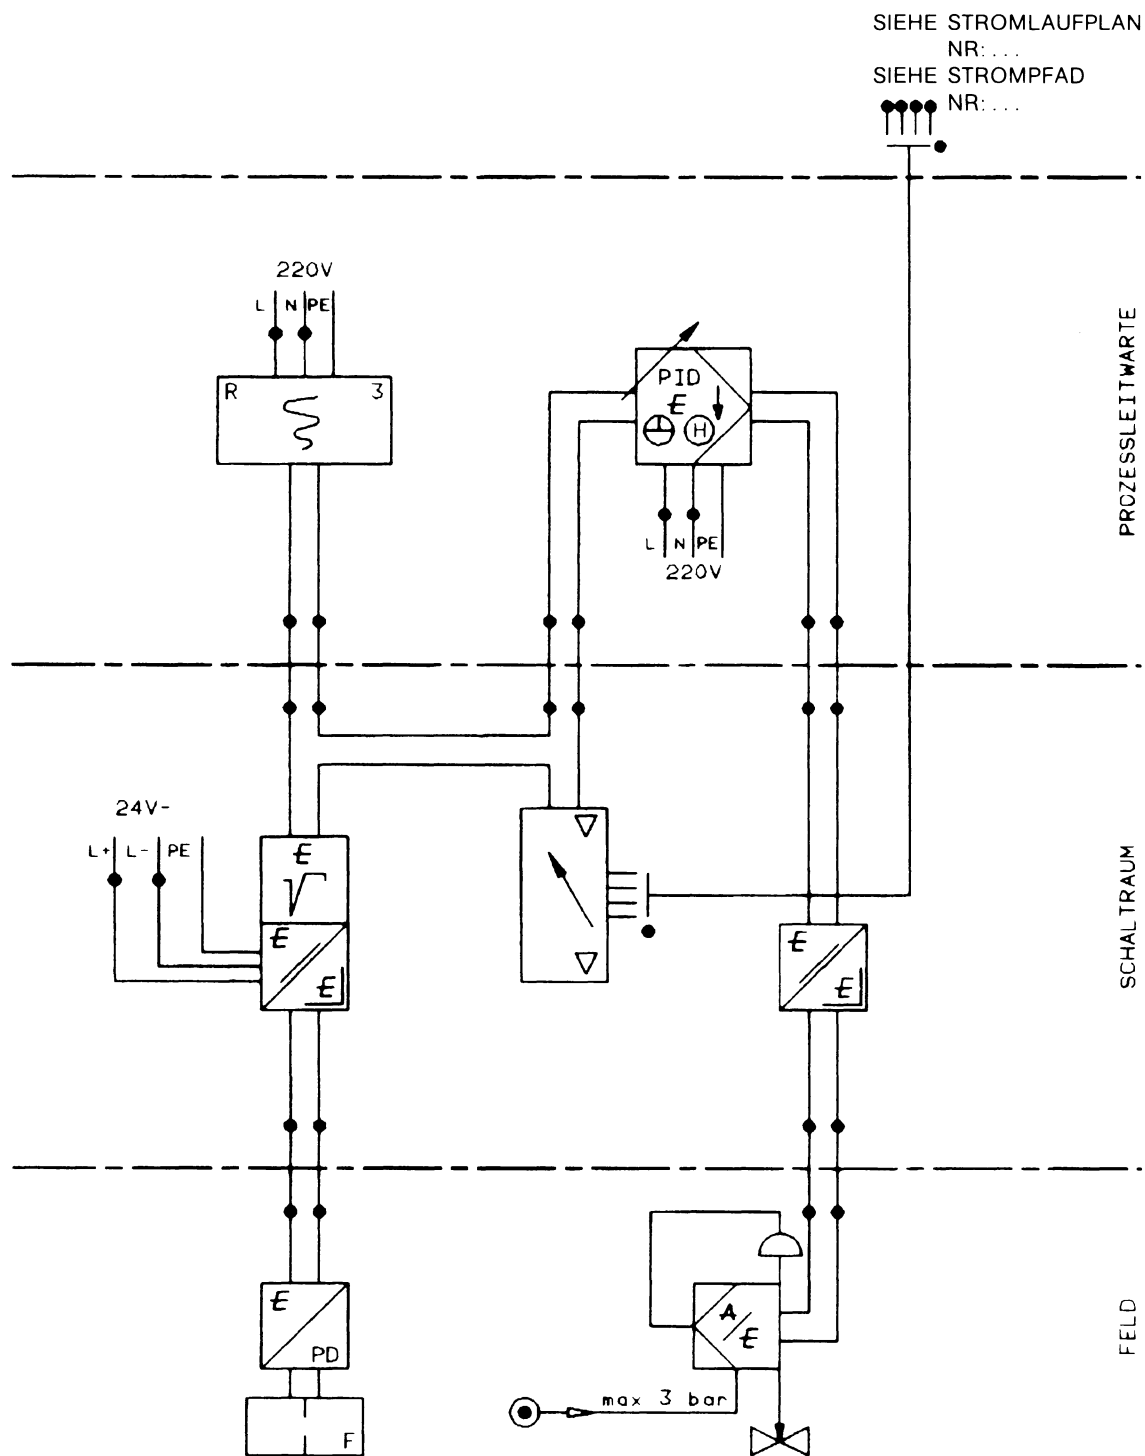 SIEHE STROMLAUFPLAN
NR: ...
SIEHE STROMPFAD
NR: ...
220V
L N PE
R 3
PID
E
H
L N PE
220V
PROZESSLEITWARTE
24V-
L+ L- PE
E
E
E
E
E
SCHALTRAUM
E
PD
F
A
E
max 3 bar
FELD